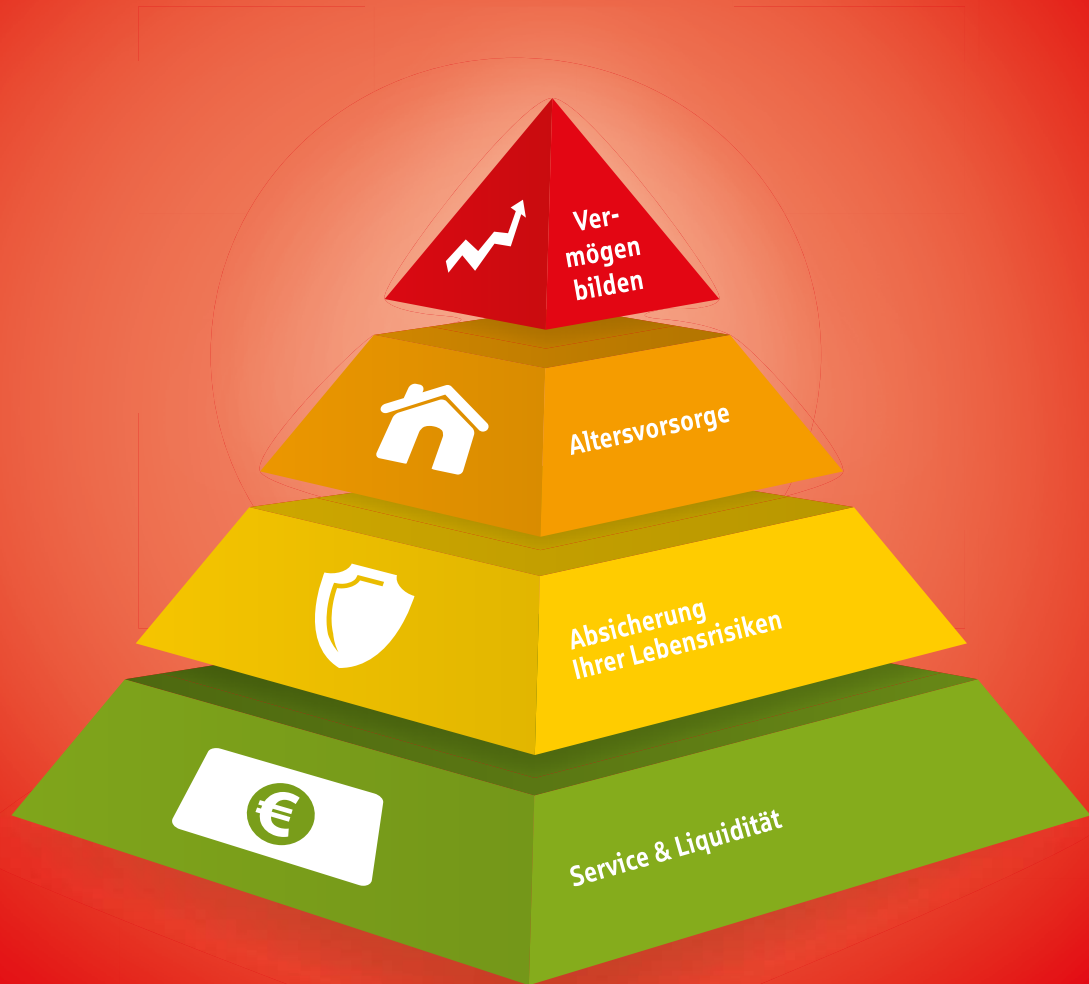 Ver-
mögen
bilden
Altersvorsorge
Absicherung
Ihrer Lebensrisiken
€
Service & Liquidität